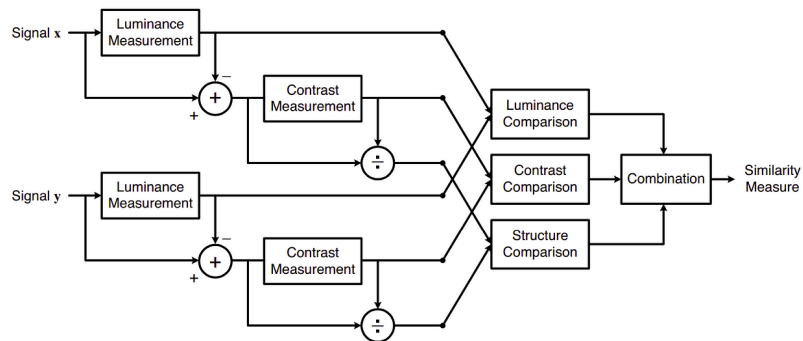 Signal x
Luminance
Measurement
−
+
+
Contrast
Measurement
÷
Luminance
Comparison
Signal y
Luminance
Measurement
−
+
+
Contrast
Measurement
÷
Contrast
Comparison
Structure
Comparison
Combination
Similarity
Measure